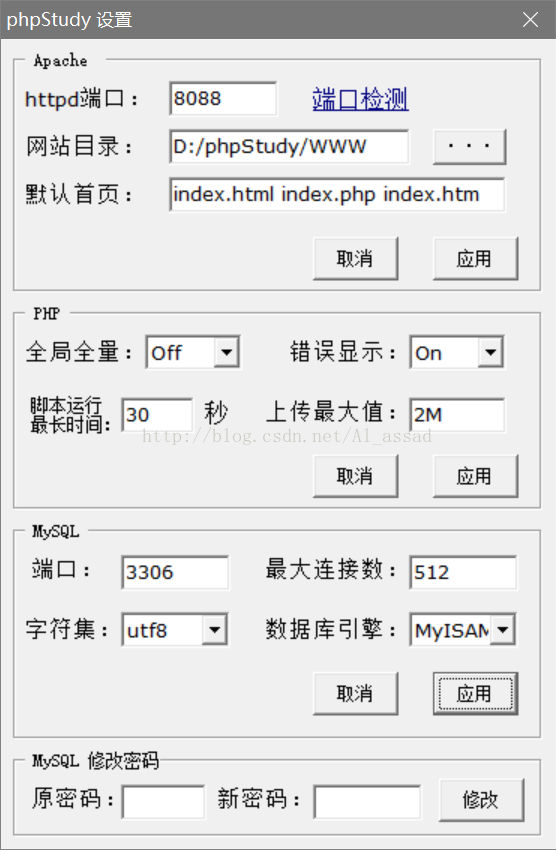 phpStudy 设置
Apache
httpd端口： 8088 端口检测
网站目录： D:/phpStudy/WWW ...
默认首页： index.html index.php index.htm
取消 应用
PHP
全局全量： Off 错误显示： On
脚本运行
最长时间： 30 秒 上传最大值： 2M
http://blog.csdn.net/Al_assad
取消 应用
MySQL
端口： 3306 最大连接数： 512
字符集： utf8 数据库引擎： MyISAM
取消 应用
MySQL 修改密码
原密码： 新密码： 修改